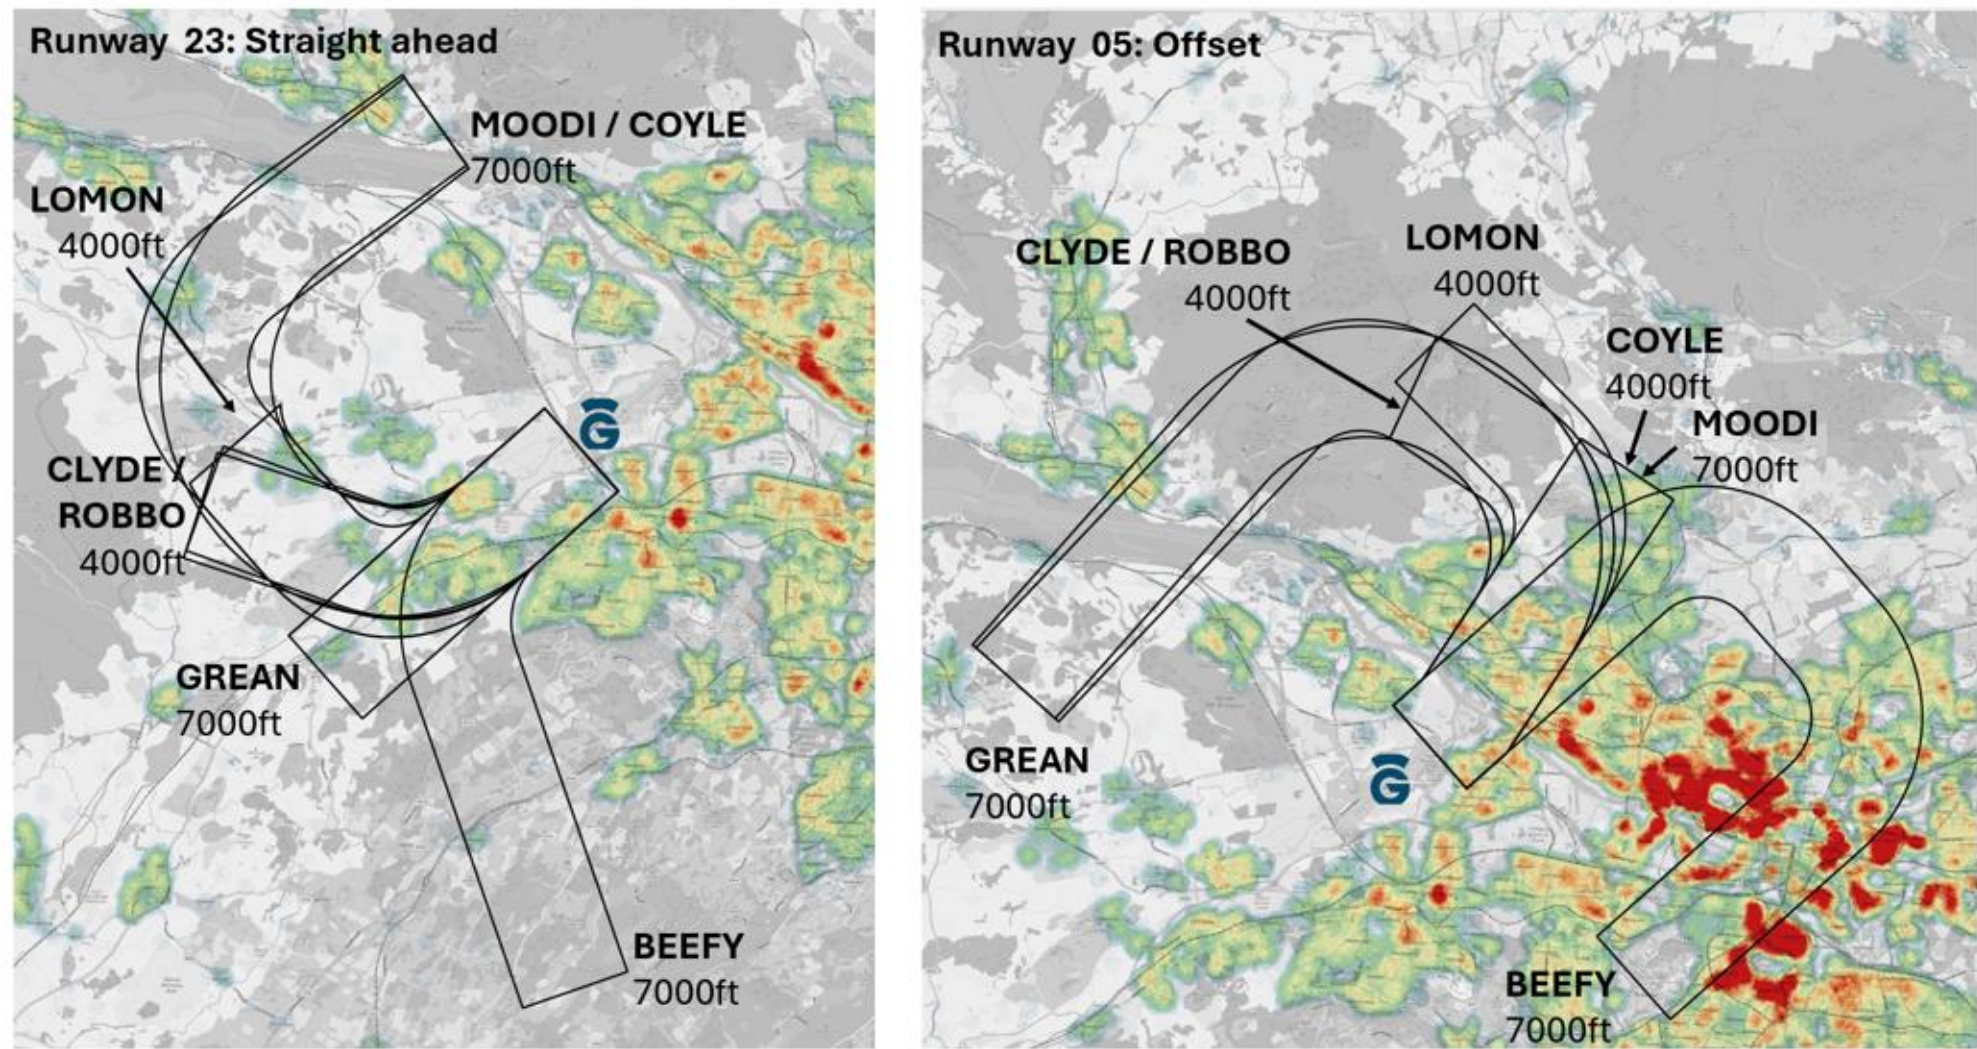 Runway 23: Straight ahead
MOODI / COYLE
7000ft
LOMON
4000ft
CLYDE /
ROBBO
4000ft
GREAN
7000ft
BEEFY
7000ft
G
Runway 05: Offset
CLYDE / ROBBO
4000ft
LOMON
4000ft
COYLE
4000ft
MOODI
7000ft
GREAN
7000ft
G
BEEFY
7000ft